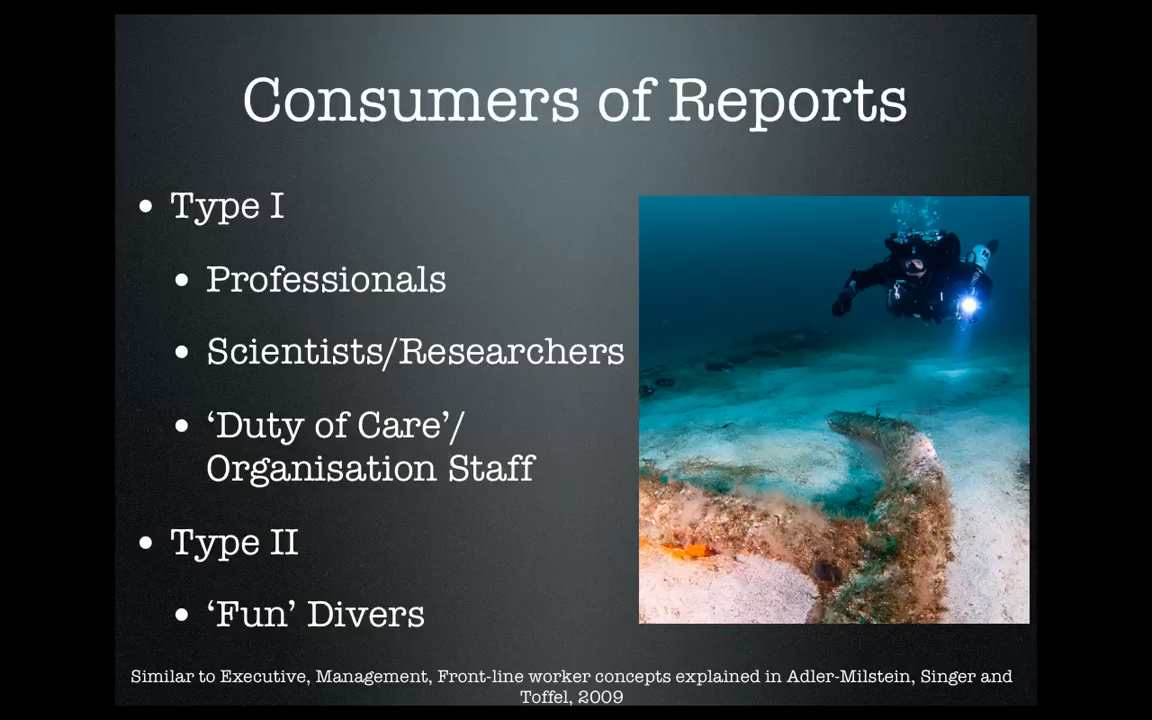 Consumers of Reports
• Type I
• Professionals
• Scientists/Researchers
• ‘Duty of Care’/
Organisation Staff
• Type II
• ‘Fun’ Divers
Similar to Executive, Management, Front-line worker concepts explained in Adler-Milstein, Singer and
Toffel, 2009